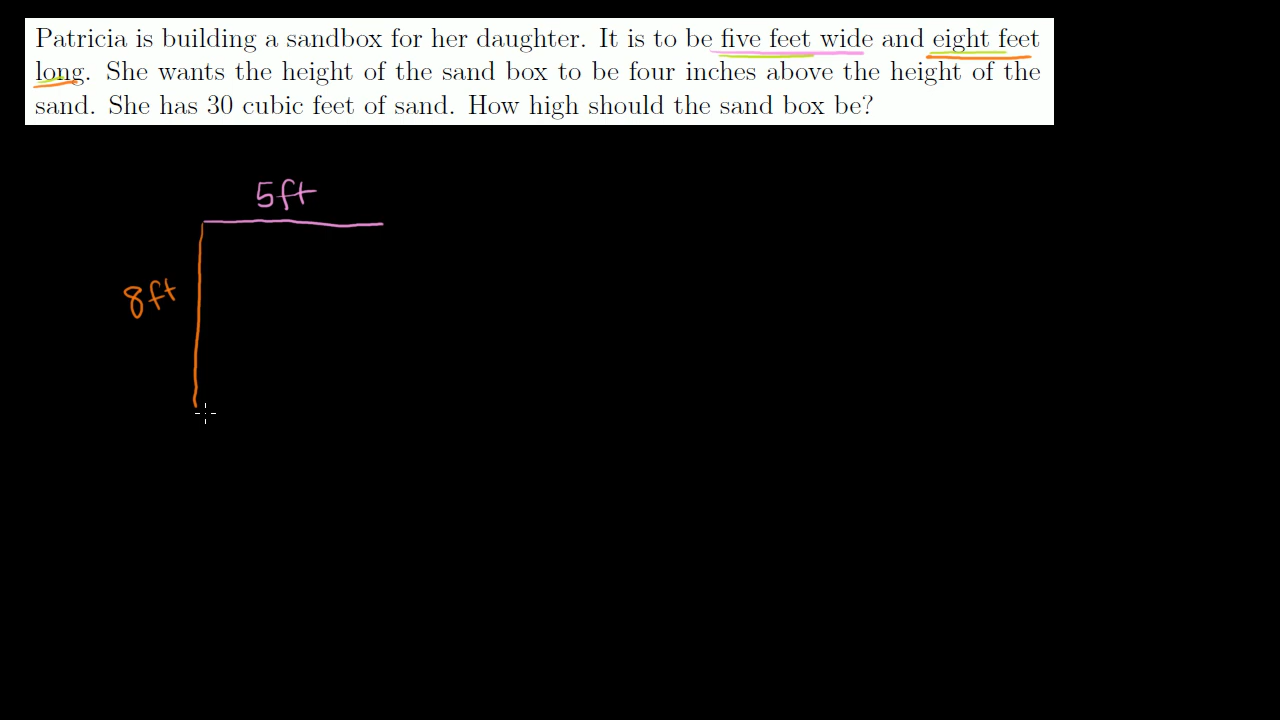 Patricia is building a sandbox for her daughter. It is to be five feet wide and eight feet
long. She wants the height of the sand box to be four inches above the height of the
sand. She has 30 cubic feet of sand. How high should the sand box be?
5ft
8ft